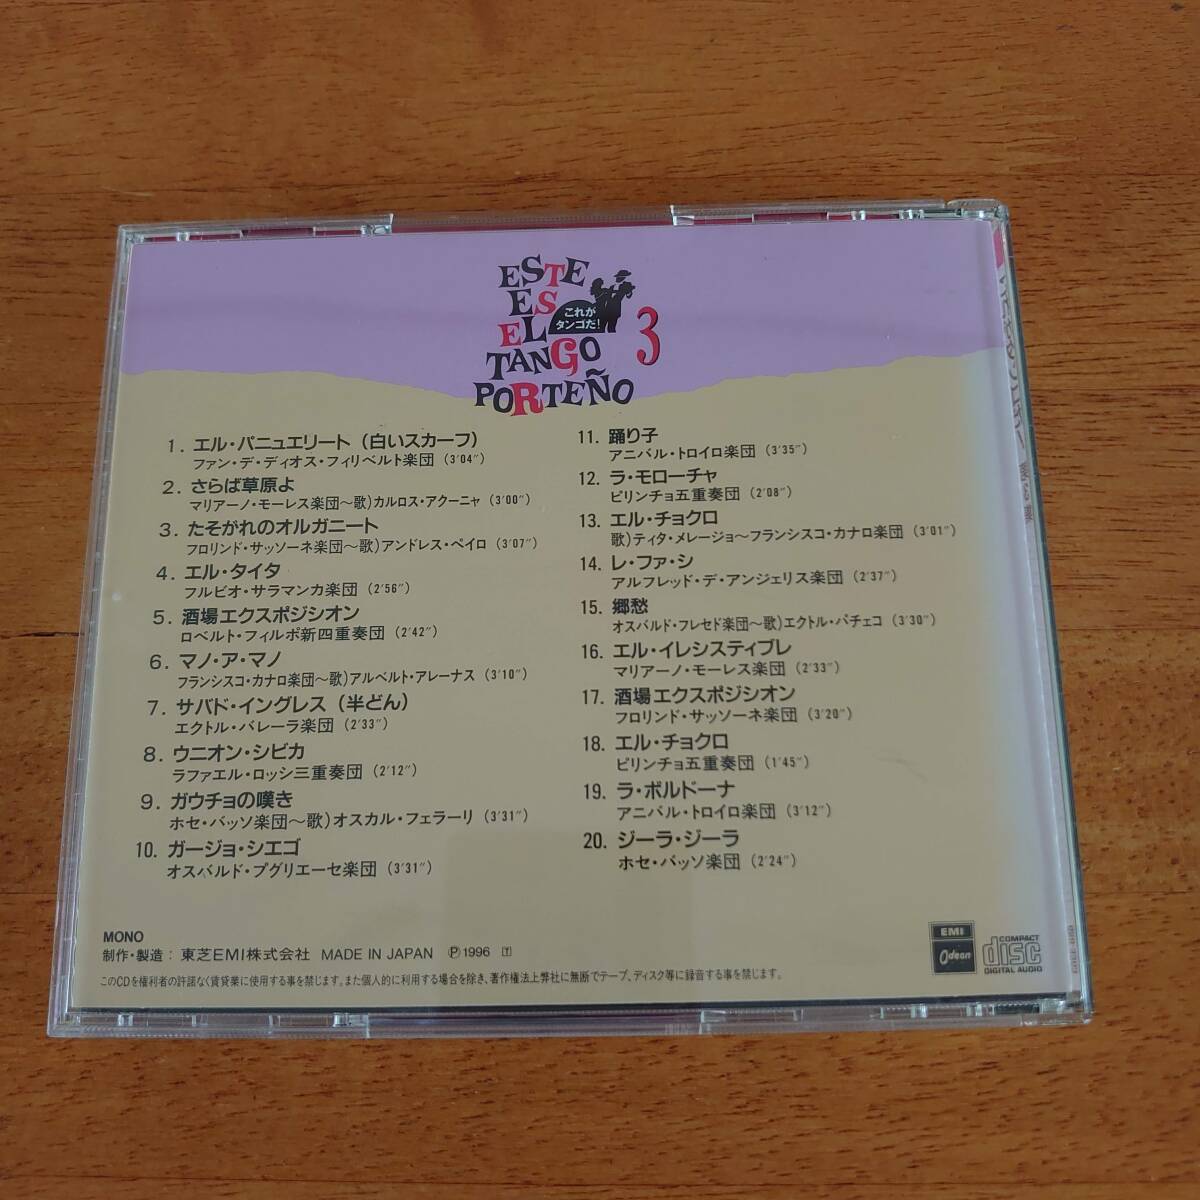 ESTE
ES
EL
TANGO
PORTEÑO
これが
タンゴだ!
3
1. エル・パニュエリート（白いスカーフ）
ファン・デ・ディオス・フィリベルト楽団（3′04″）
2. さらば草原よ
マリアーノ・モーレス楽団〜歌）カルロス・アクーニャ（3′00″）
3. たそがれのオルガニート
フロリンド・サッソーネ楽団〜歌）アンドレス・ペイロ（3′07″）
4. エル・タイタ
フルビオ・サラマンカ楽団（2′56″）
5. 酒場エクスポジシオン
ロベルト・フィルポ新四重奏団（2′42″）
6. マノ・ア・マノ
フランシスコ・カナロ楽団〜歌）アルベルト・アレーナス（3′10″）
7. サバド・イングレス（半どん）
エクトル・バレーラ楽団（2′33″）
8. ウニオン・シビカ
ラファエル・ロッシ三重奏団（2′12″）
9. ガウチョの嘆き
ホセ・バッソ楽団〜歌）オスカル・フェラーリ（3′31″）
10. ガージョ・シエゴ
オスバルド・プグリエーセ楽団（3′31″）
11. 踊り子
アニバル・トロイロ楽団（3′35″）
12. ラ・モローチャ
ピリンチョ五重奏団（2′08″）
13. エル・チョクロ
歌）ティタ・メレージョ〜フランシスコ・カナロ楽団（3′01″）
14. レ・ファ・シ
アルフレッド・デ・アンジェリス楽団（2′37″）
15. 郷愁
オスバルド・フレセド楽団〜歌）エクトル・パチェコ（3′30″）
16. エル・イレシスティブレ
マリアーノ・モーレス楽団（2′33″）
17. 酒場エクスポジシオン
フロリンド・サッソーネ楽団（3′20″）
18. エル・チョクロ
ピリンチョ五重奏団（1′45″）
19. ラ・ボルドーナ
アニバル・トロイロ楽団（3′12″）
20. ジーラ・ジーラ
ホセ・バッソ楽団（2′24″）
MONO
制作・製造：東芝EMI株式会社 MADE IN JAPAN Ⓟ1996 T
このCDを権利者の許諾なく賃貸業に使用する事を禁じます。また個人的に利用する場合を除き、著作権法上弊社に無断でテープ、ディスク等に録音する事を禁じます。
EMI
Odeon
COMPACT
disc
DIGITAL AUDIO